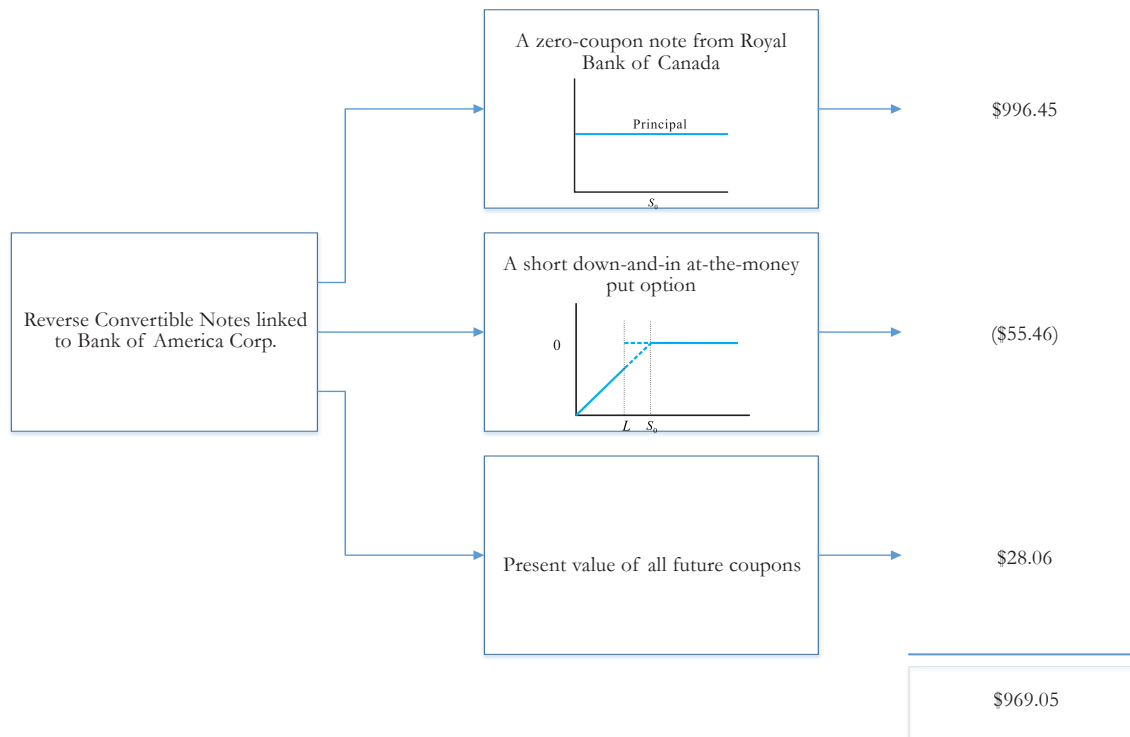 A zero-coupon note from Royal
Bank of Canada
Principal
S₀
$996.45
Reverse Convertible Notes linked
to Bank of America Corp.
A short down-and-in at-the-money
put option
0
L S₀
($55.46)
Present value of all future coupons
$28.06
$969.05